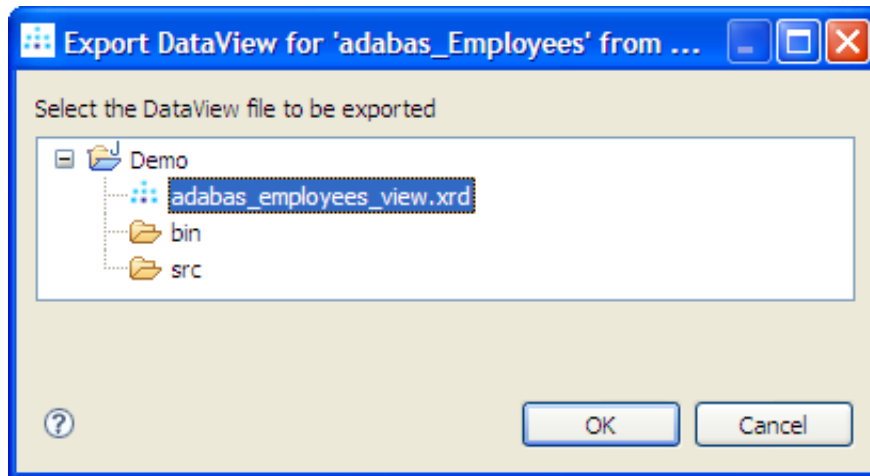 Export DataView for 'adabas_Employees' from ...
Select the DataView file to be exported
Demo
adabas_employees_view.xrd
bin
src
?
OK
Cancel